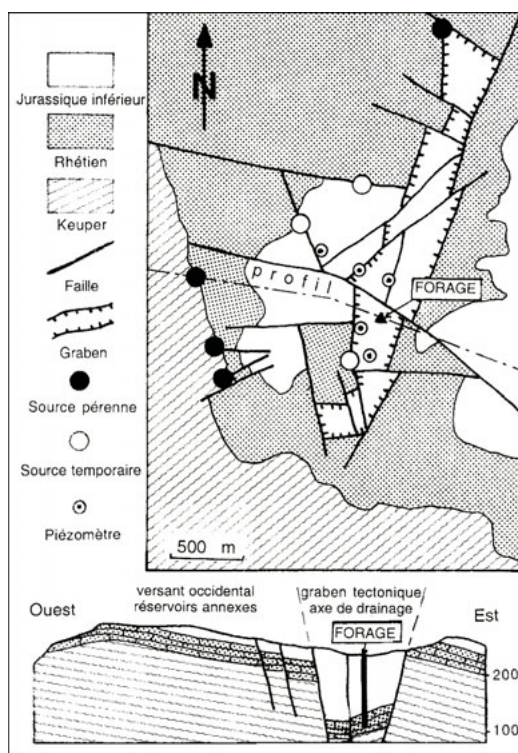 Jurassique inférieur
Rhétien
Keuper
Faille
Graben
Source pérenne
Source temporaire
Piézomètre
N
profil
FORAGE
500 m
versant occidental
réservoirs annexes
graben tectonique
axe de drainage
Ouest
FORAGE
Est
200
100